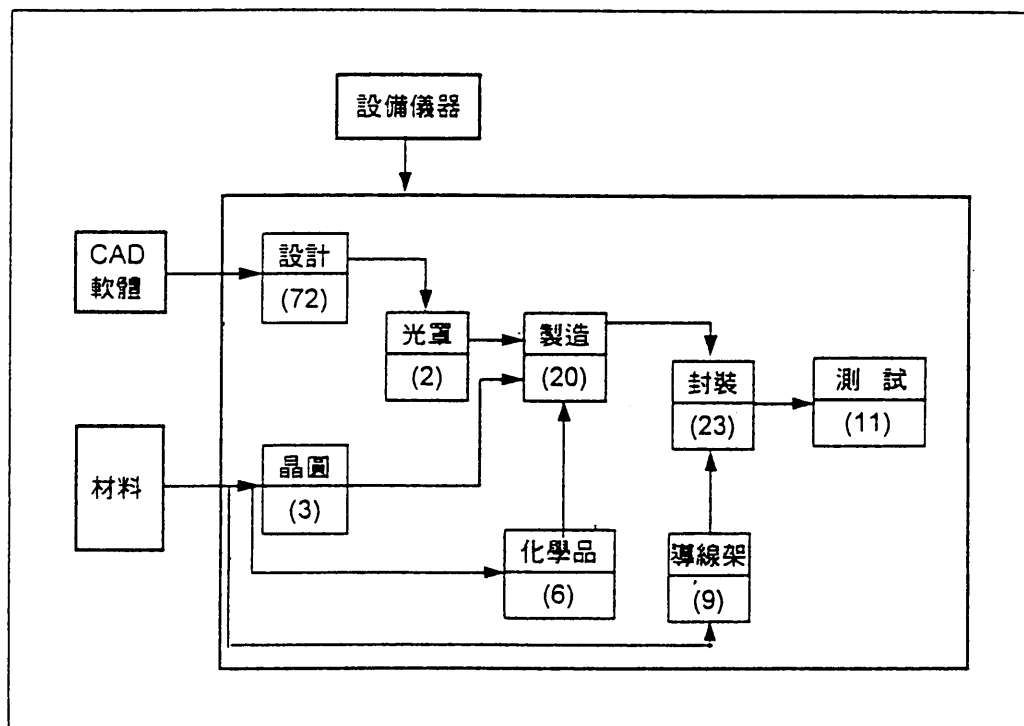 設備儀器
CAD
軟體
設計
(72)
光罩
(2)
製造
(20)
封裝
(23)
測 試
(11)
材料
晶圓
(3)
化學品
(6)
導線架
(9)